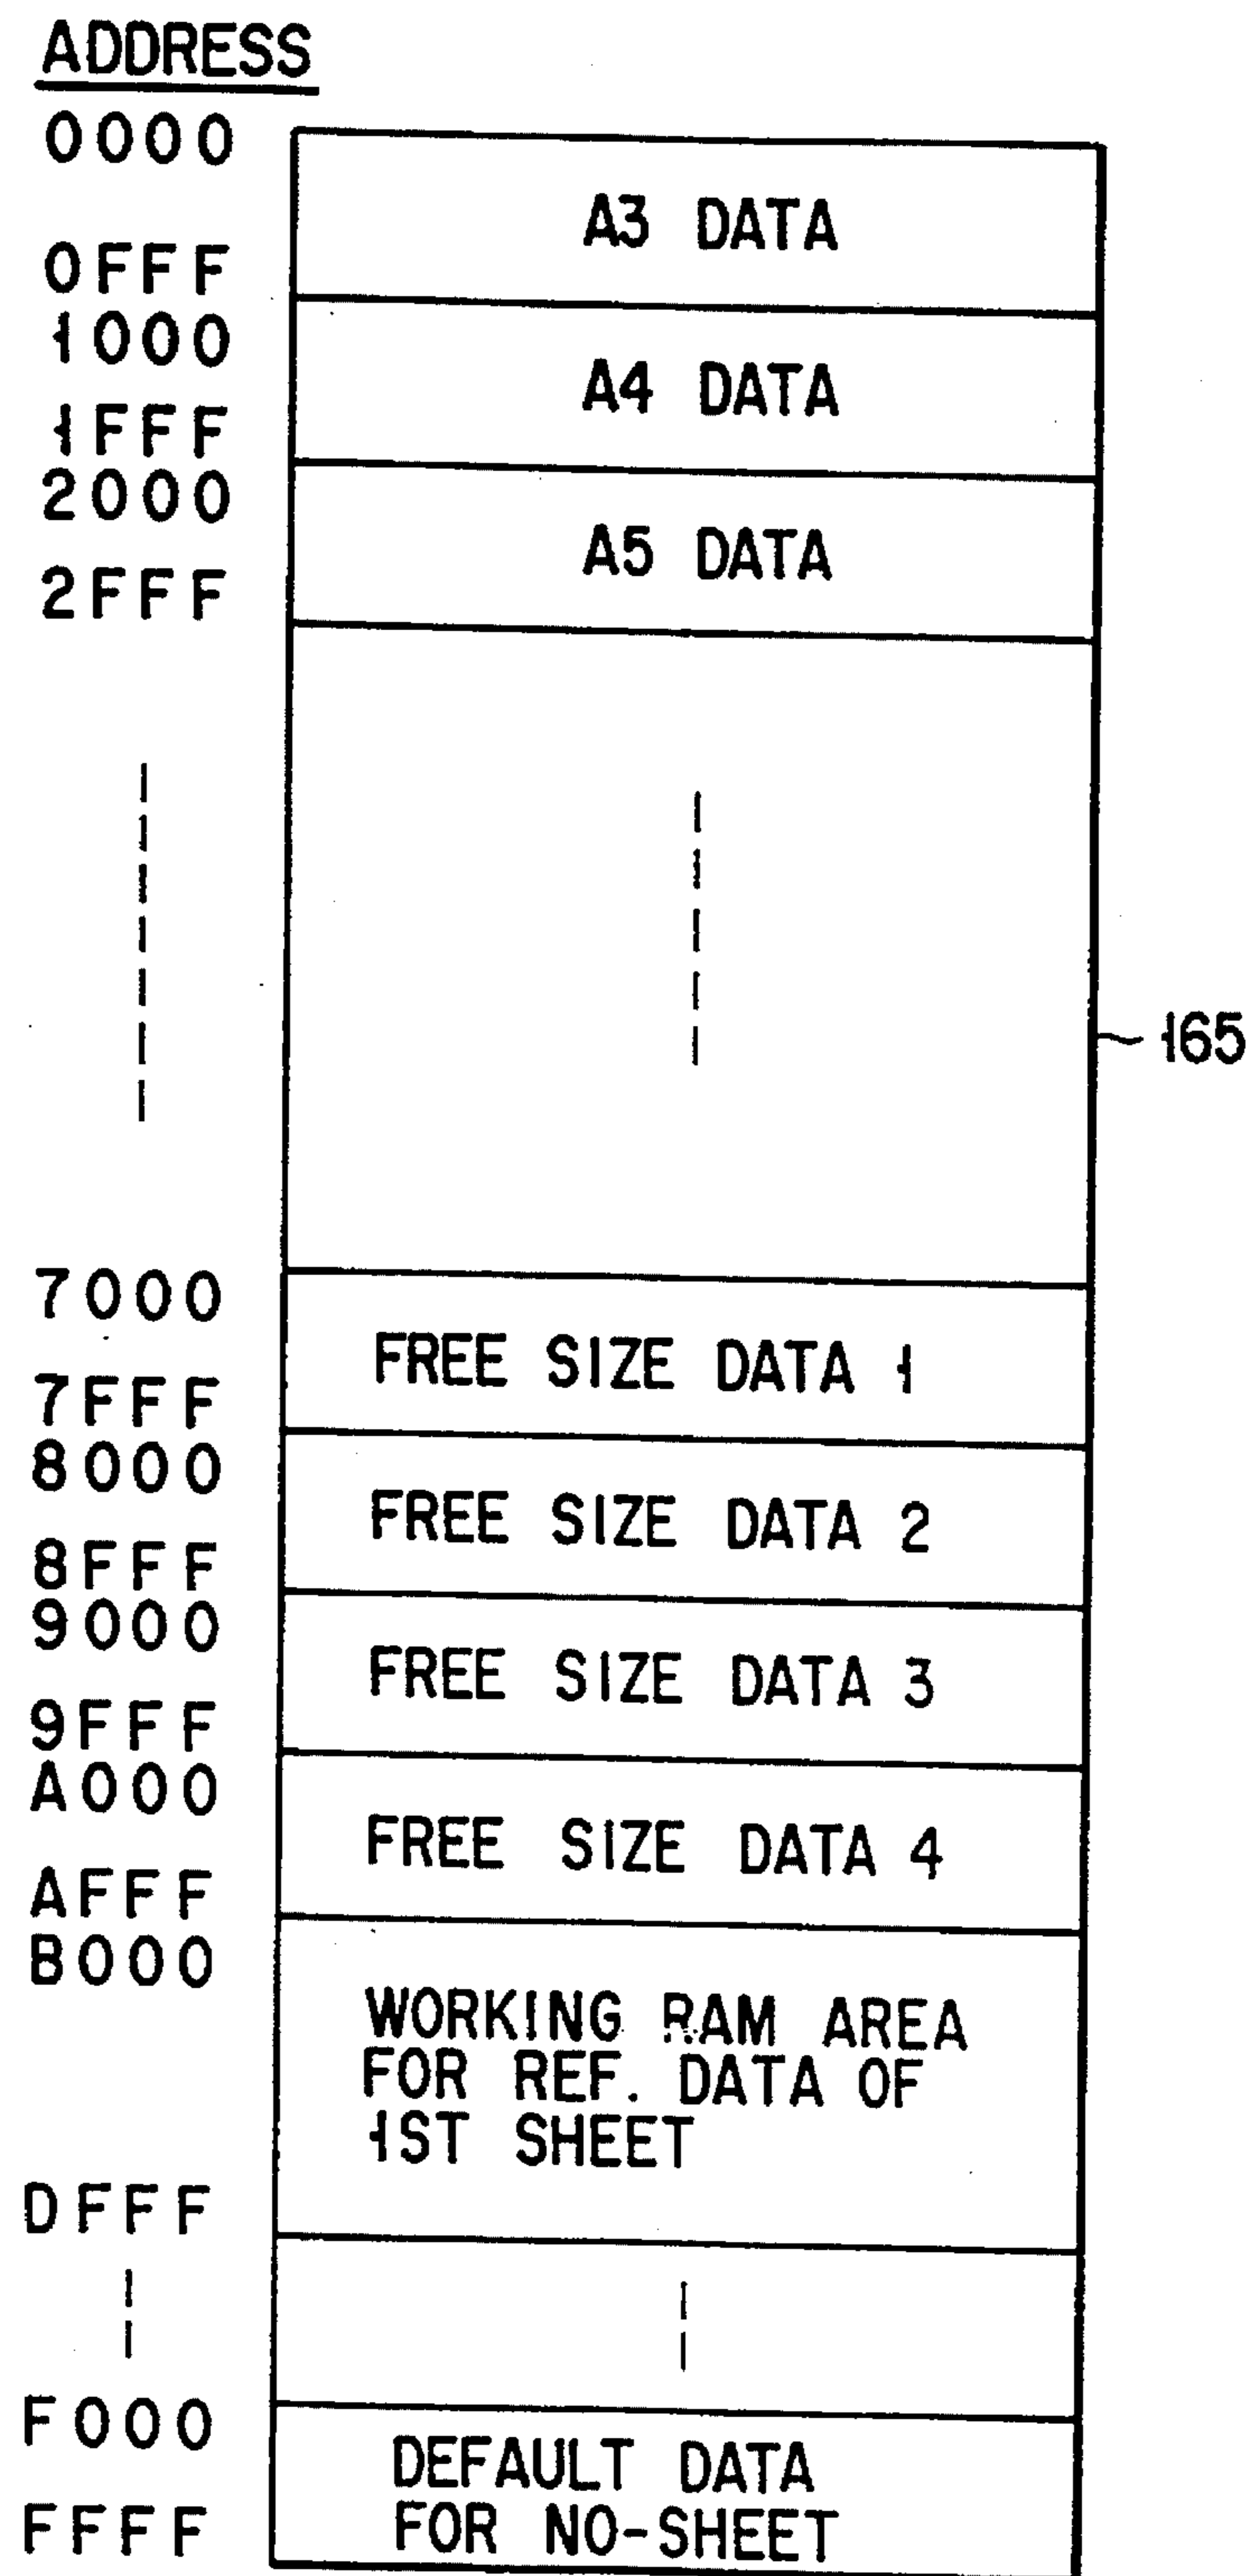 ADDRESS
0000
A3 DATA
0FFF
1000
A4 DATA
1FFF
2000
A5 DATA
2FFF
165
7000
FREE SIZE DATA 1
7FFF
8000
FREE SIZE DATA 2
8FFF
9000
FREE SIZE DATA 3
9FFF
A000
FREE SIZE DATA 4
AFFF
B000
WORKING RAM AREA
FOR REF. DATA OF
1ST SHEET
DFFF
F000
DEFAULT DATA
FOR NO-SHEET
FFFF